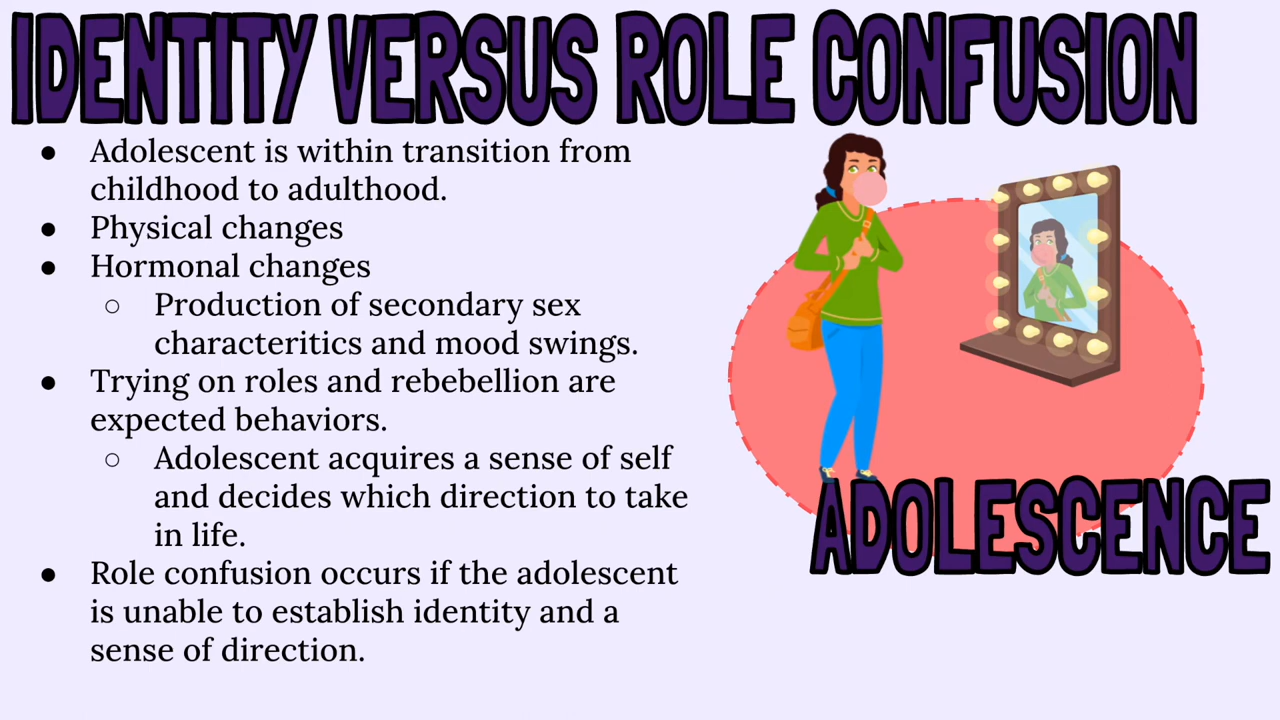 IDENTITY VERSUS ROLE CONFUSION
● Adolescent is within transition from
childhood to adulthood.
● Physical changes
● Hormonal changes
○ Production of secondary sex
characteritics and mood swings.
● Trying on roles and rebebellion are
expected behaviors.
○ Adolescent acquires a sense of self
and decides which direction to take
in life.
● Role confusion occurs if the adolescent
is unable to establish identity and a
sense of direction.
ADOLESCENCE